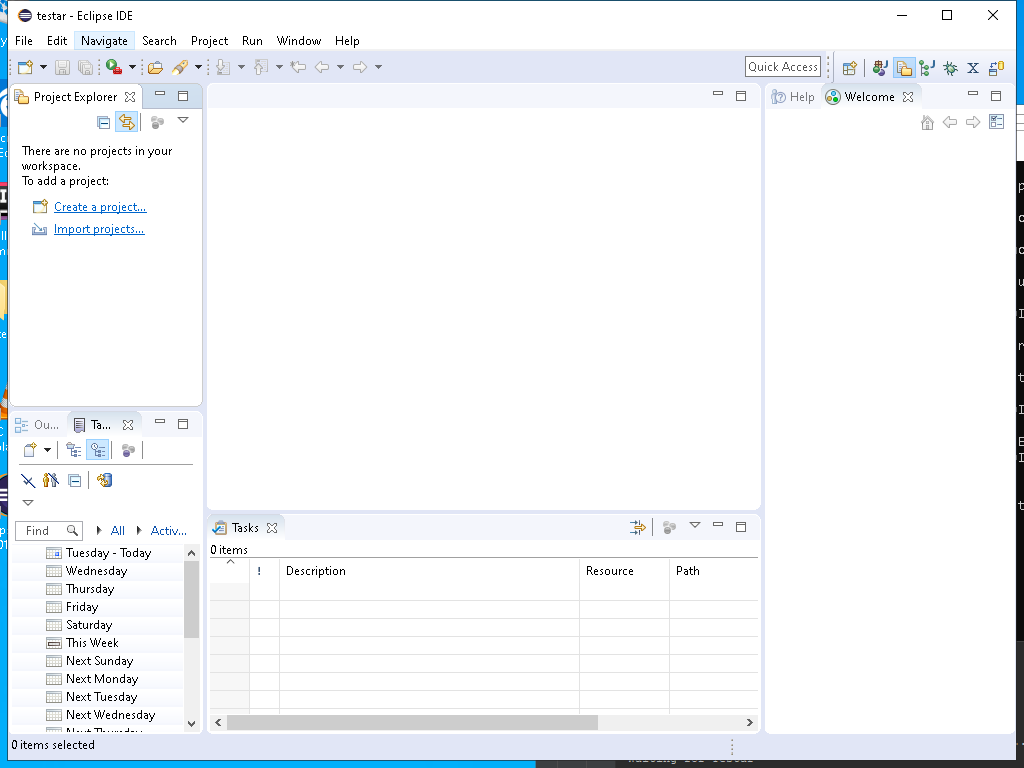 testar - Eclipse IDE
File Edit Navigate Search Project Run Window Help
Quick Access
Project Explorer
Help Welcome
There are no projects in your
workspace.
To add a project:
Create a project...
Import projects...
Ou... Ta...
Find All Activ...
Tuesday - Today
Wednesday
Thursday
Friday
Saturday
This Week
Next Sunday
Next Monday
Next Tuesday
Next Wednesday
Next Thursday
Tasks
0 items
! Description Resource Path
0 items selected